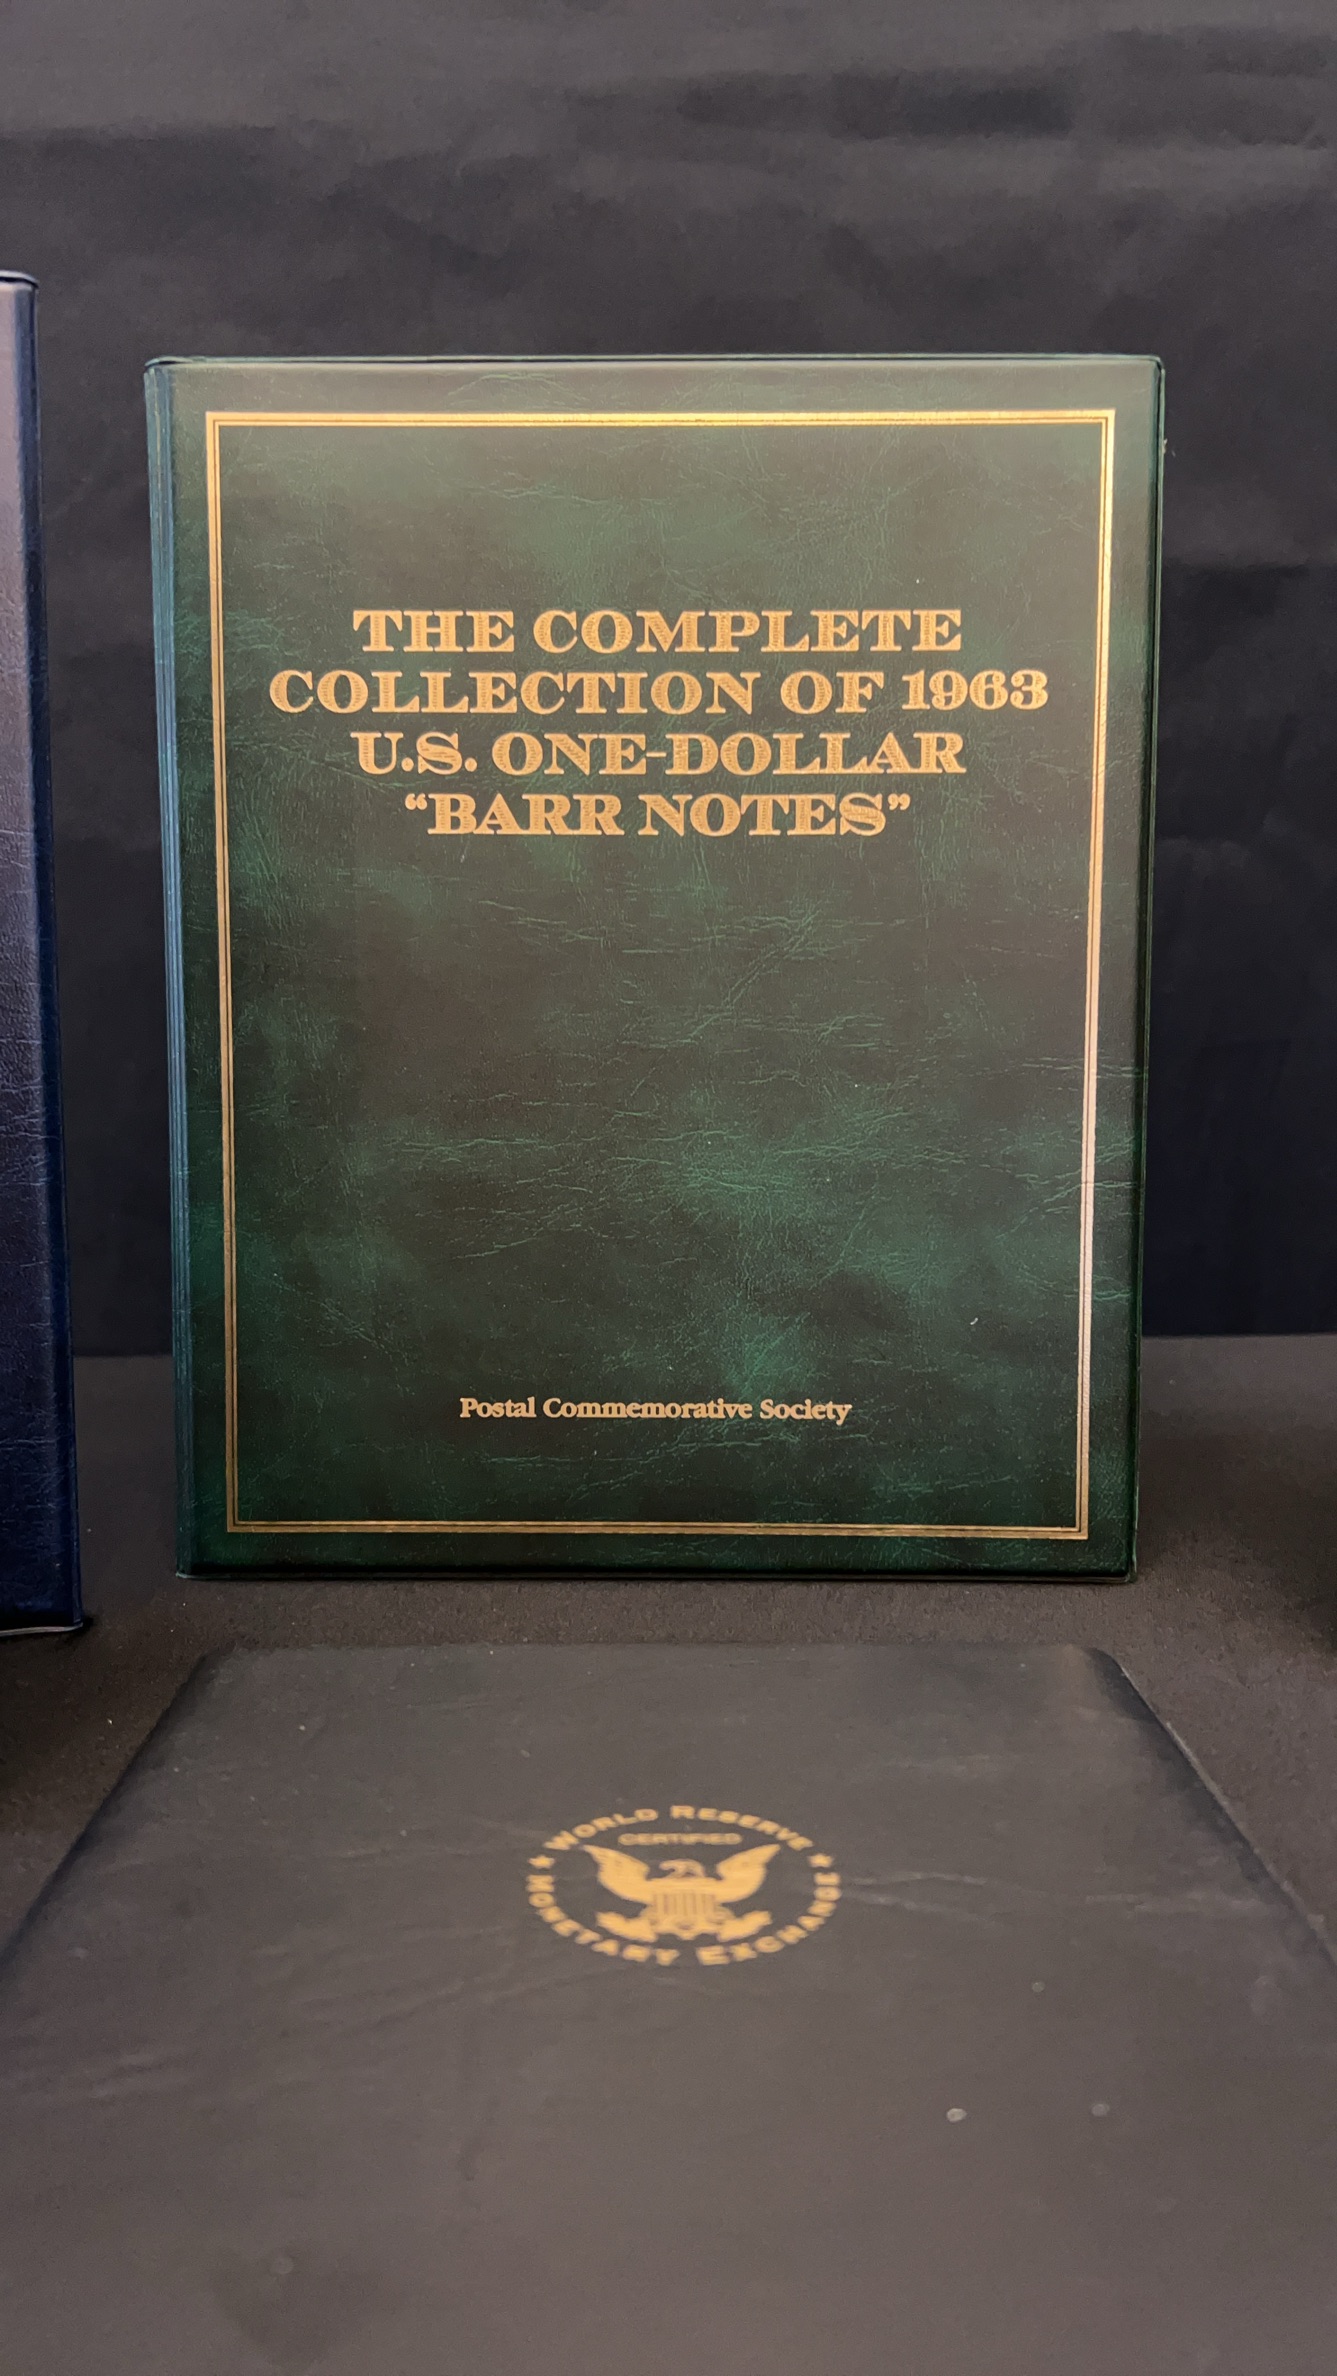 THE COMPLETE
COLLECTION OF 1963
U.S. ONE-DOLLAR
“BARR NOTES”
Postal Commemorative Society
WORLD RESERVE
CERTIFIED
MONETARY EXCHANGE